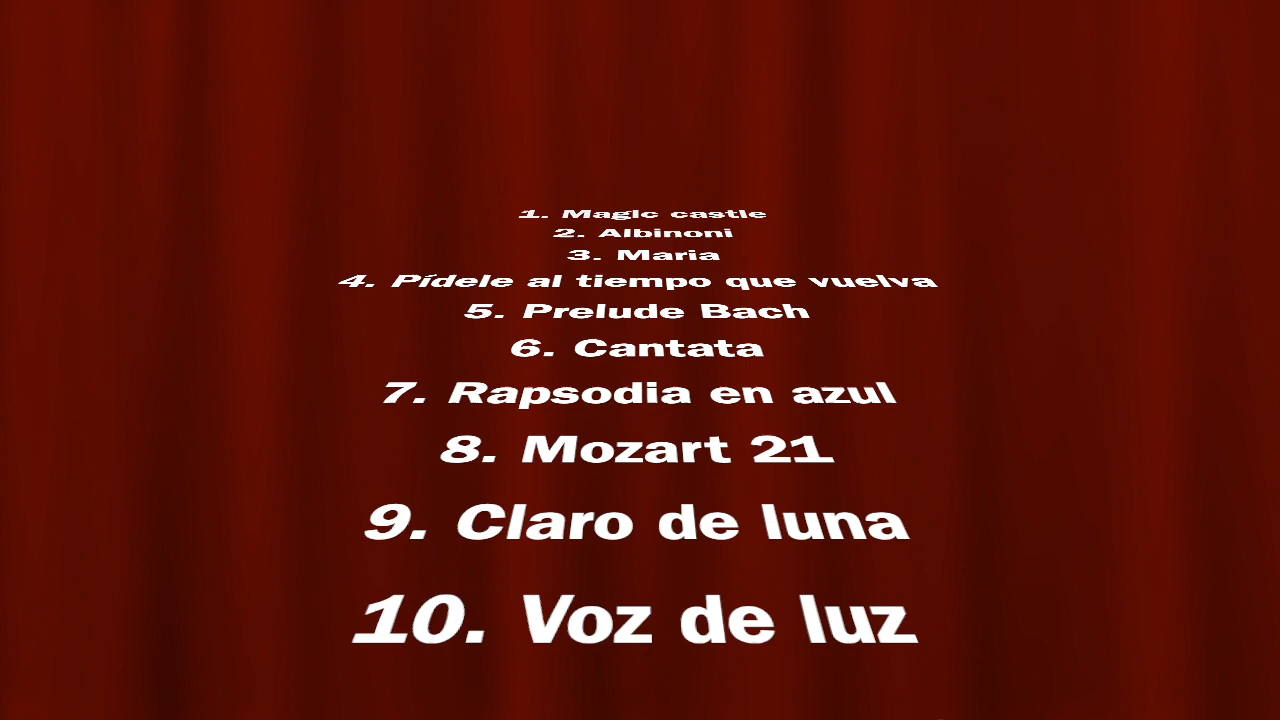 1. Magic castle
2. Albinoni
3. Maria
4. Pídele al tiempo que vuelva
5. Prelude Bach
6. Cantata
7. Rapsodia en azul
8. Mozart 21
9. Claro de luna
10. Voz de luz